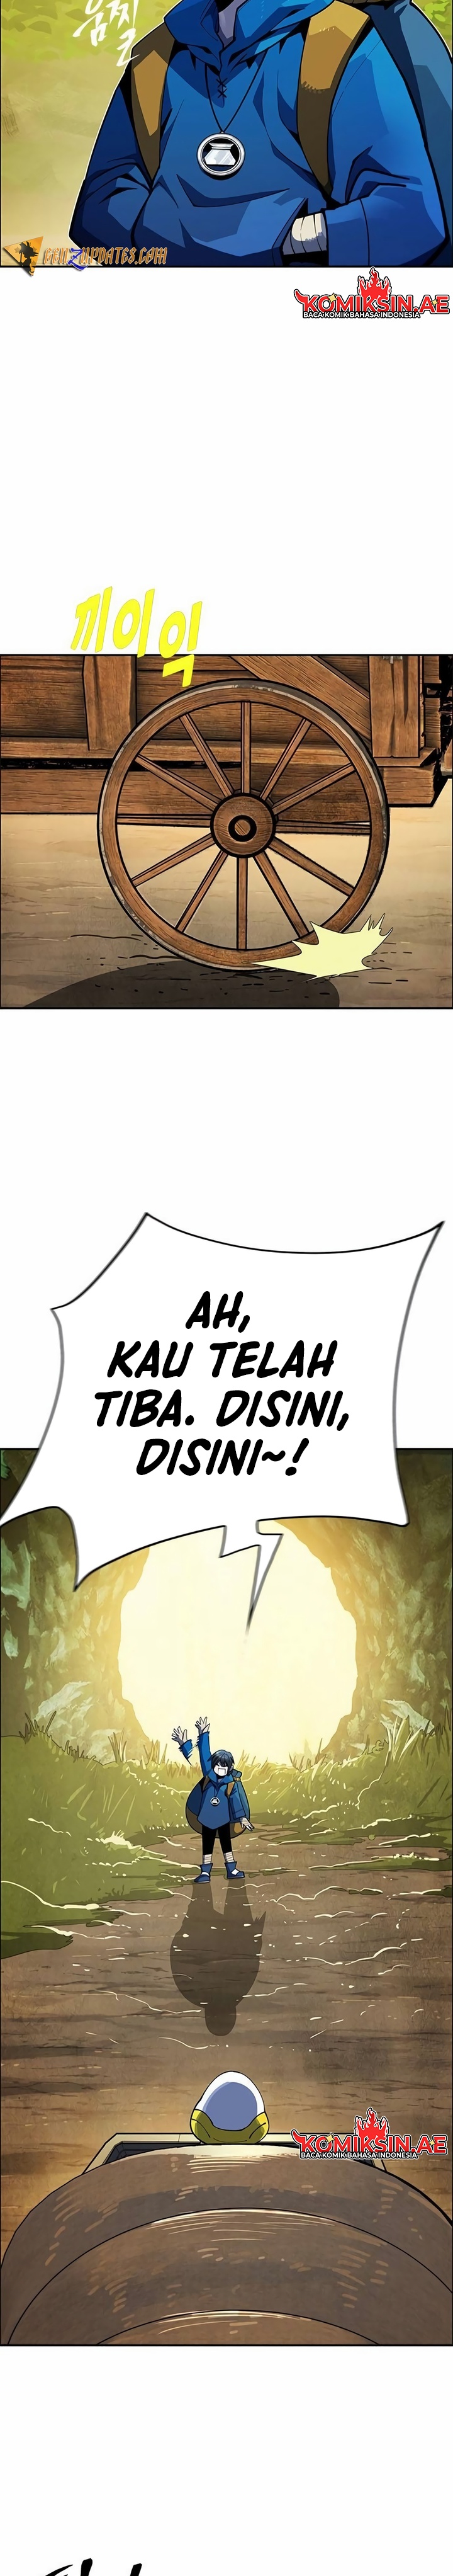 움찔
GENZUPDATES.COM
KOMIKSIN.AE
BACA KOMIK BAHASA INDONESIA
끼이익
AH,
KAU TELAH
TIBA. DISINI,
DISINI~!
KOMIKSIN.AE
BACA KOMIK BAHASA INDONESIA